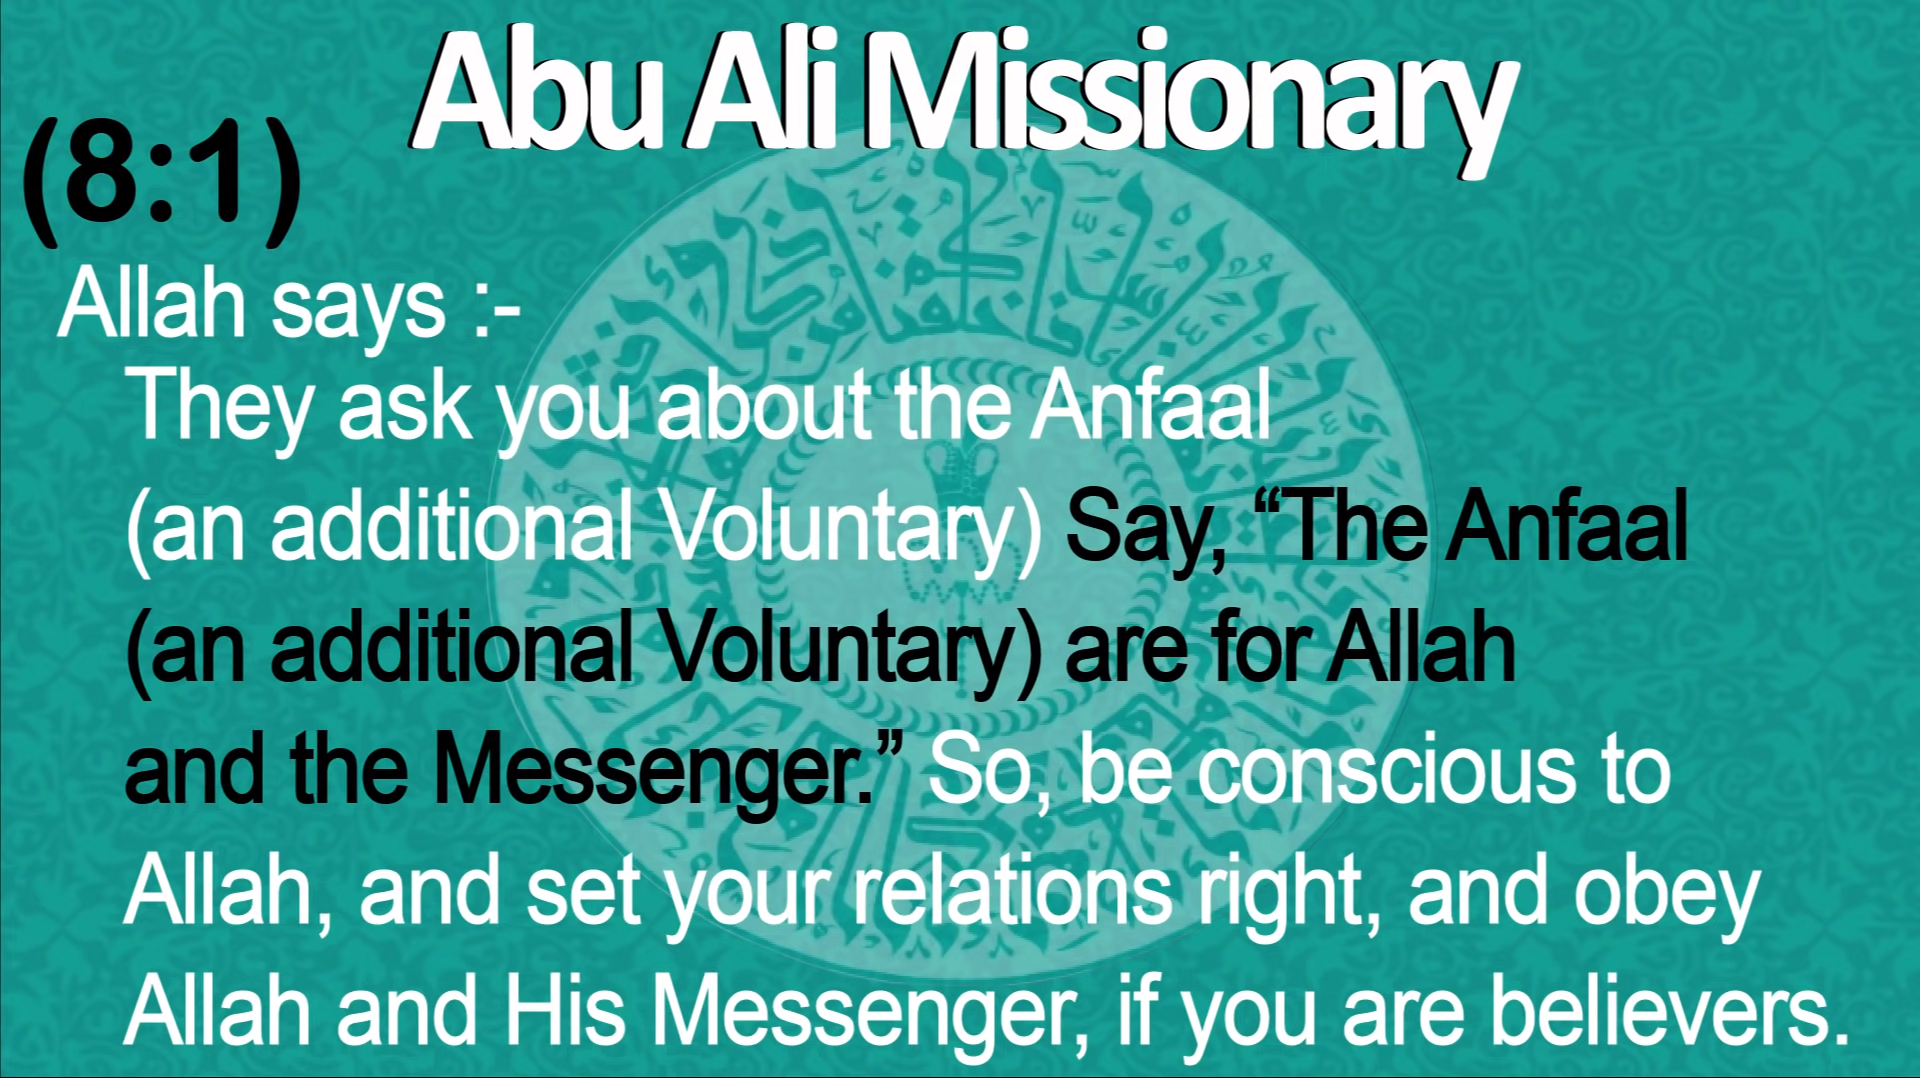 Abu Ali Missionary
(8:1)
Allah says :-
They ask you about the Anfaal
(an additional Voluntary) Say, “The Anfaal
(an additional Voluntary) are for Allah
and the Messenger.” So, be conscious to
Allah, and set your relations right, and obey
Allah and His Messenger, if you are believers.